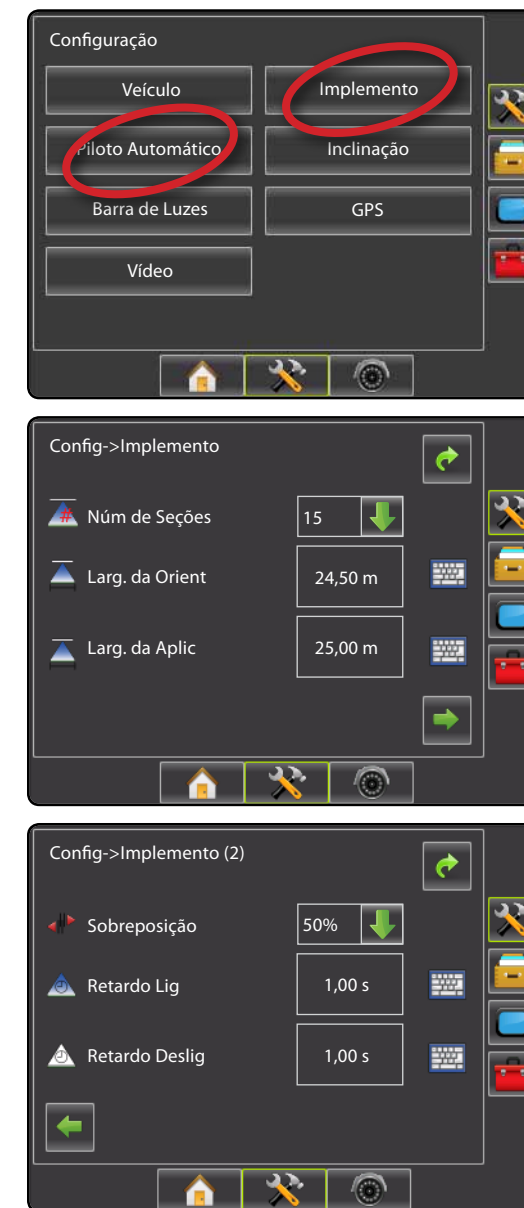 Configuração
Veículo Implemento
Piloto Automático Inclinação
Barra de Luzes GPS
Vídeo
Config->Implemento
Núm de Seções 15
Larg. da Orient 24,50 m
Larg. da Aplic 25,00 m
Config->Implemento (2)
Sobreposição 50%
Retardo Lig 1,00 s
Retardo Deslig 1,00 s